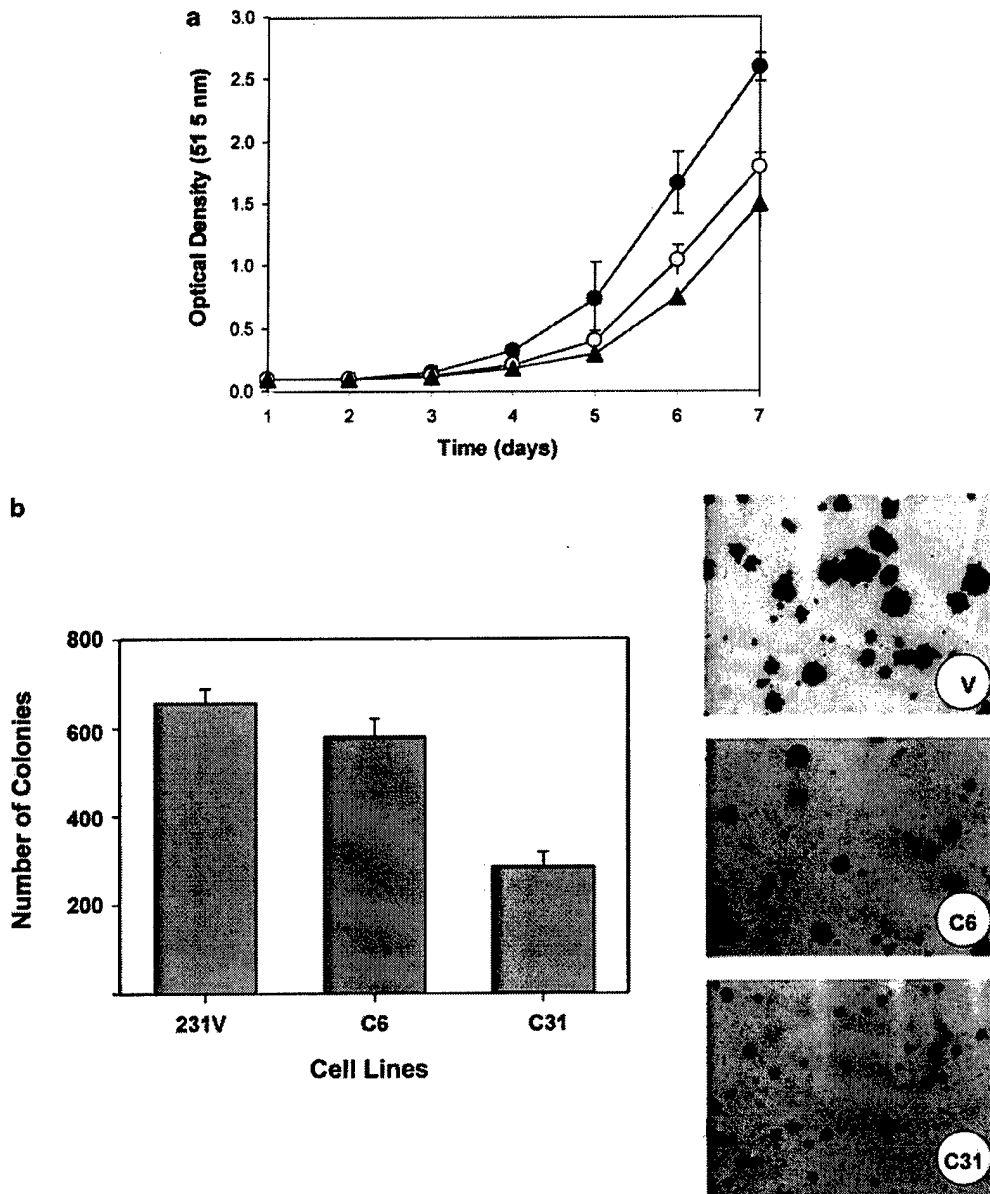 a
3.0
2.5
2.0
1.5
1.0
0.5
0.0
Optical Density (51 5 nm)
1 2 3 4 5 6 7
Time (days)
b
800
600
400
200
Number of Colonies
231V C6 C31
Cell Lines
V
C6
C31